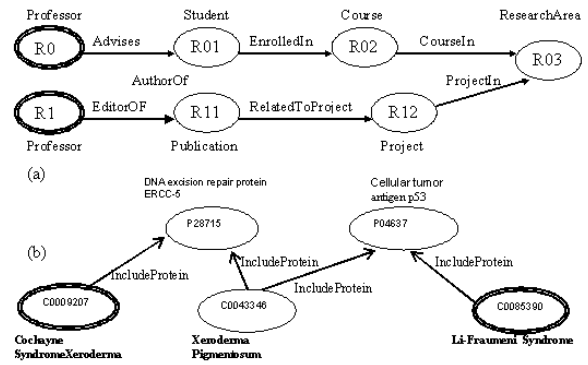 Professor
Student
Course
ResearchArea
R0
Advises
R01
EnrolledIn
R02
CourseIn
R03
AuthorOf
ProjectIn
R1
EditorOF
R11
RelatedToProject
R12
Professor
Publication
Project
(a)
DNA excision repair protein
ERCC-5
Cellular tumor
antigen p53
P28715
P04637
(b)
IncludeProtein
IncludeProtein
IncludeProtein
IncludeProtein
C0009207
C0043346
C0085390
Cochayne
SyndromeXeroderma
Xeroderma
Pigmentosum
Li-Fraumeni Syndrome